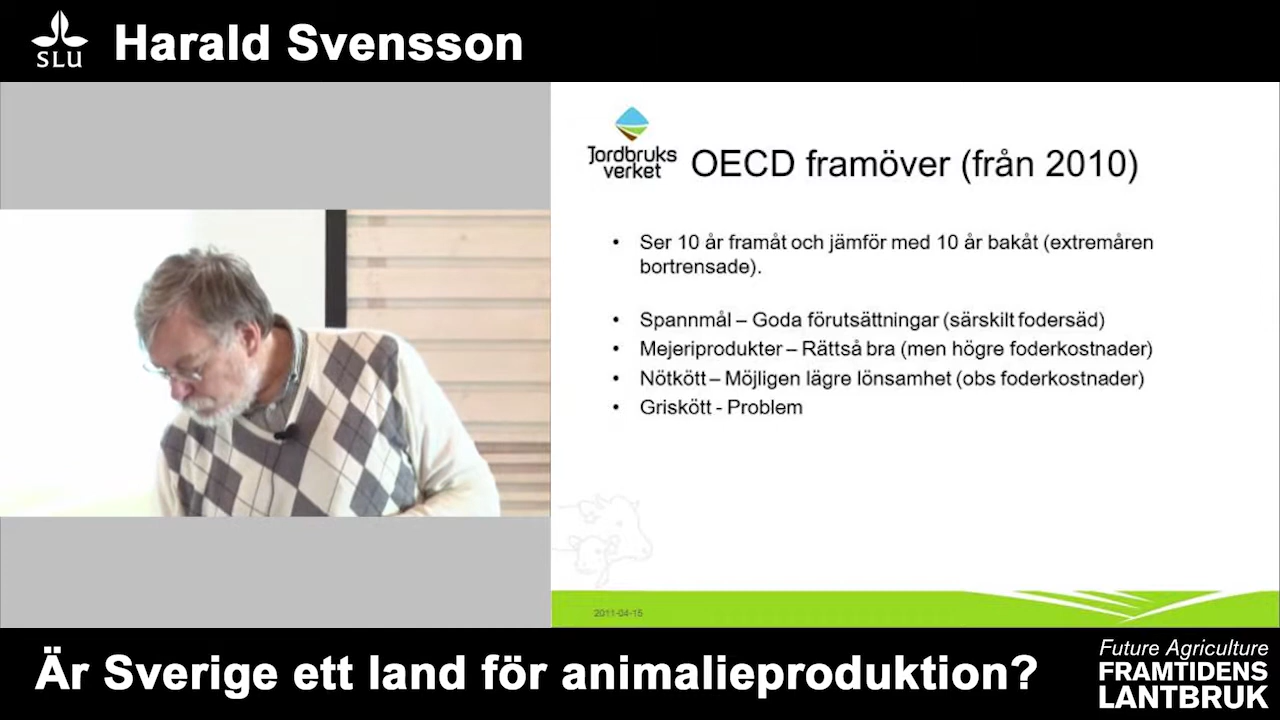 SLU
Harald Svensson
Jordbruks
verket
OECD framöver (från 2010)
• Ser 10 år framåt och jämför med 10 år bakåt (extremåren
bortrensade).
• Spannmål – Goda förutsättningar (särskilt fodersäd)
• Mejeriprodukter – Rättså bra (men högre foderkostnader)
• Nötkött – Möjligen lägre lönsamhet (obs foderkostnader)
• Griskött - Problem
2011-04-15
Är Sverige ett land för animalieproduktion?
Future Agriculture
FRAMTIDENS
LANTBRUK